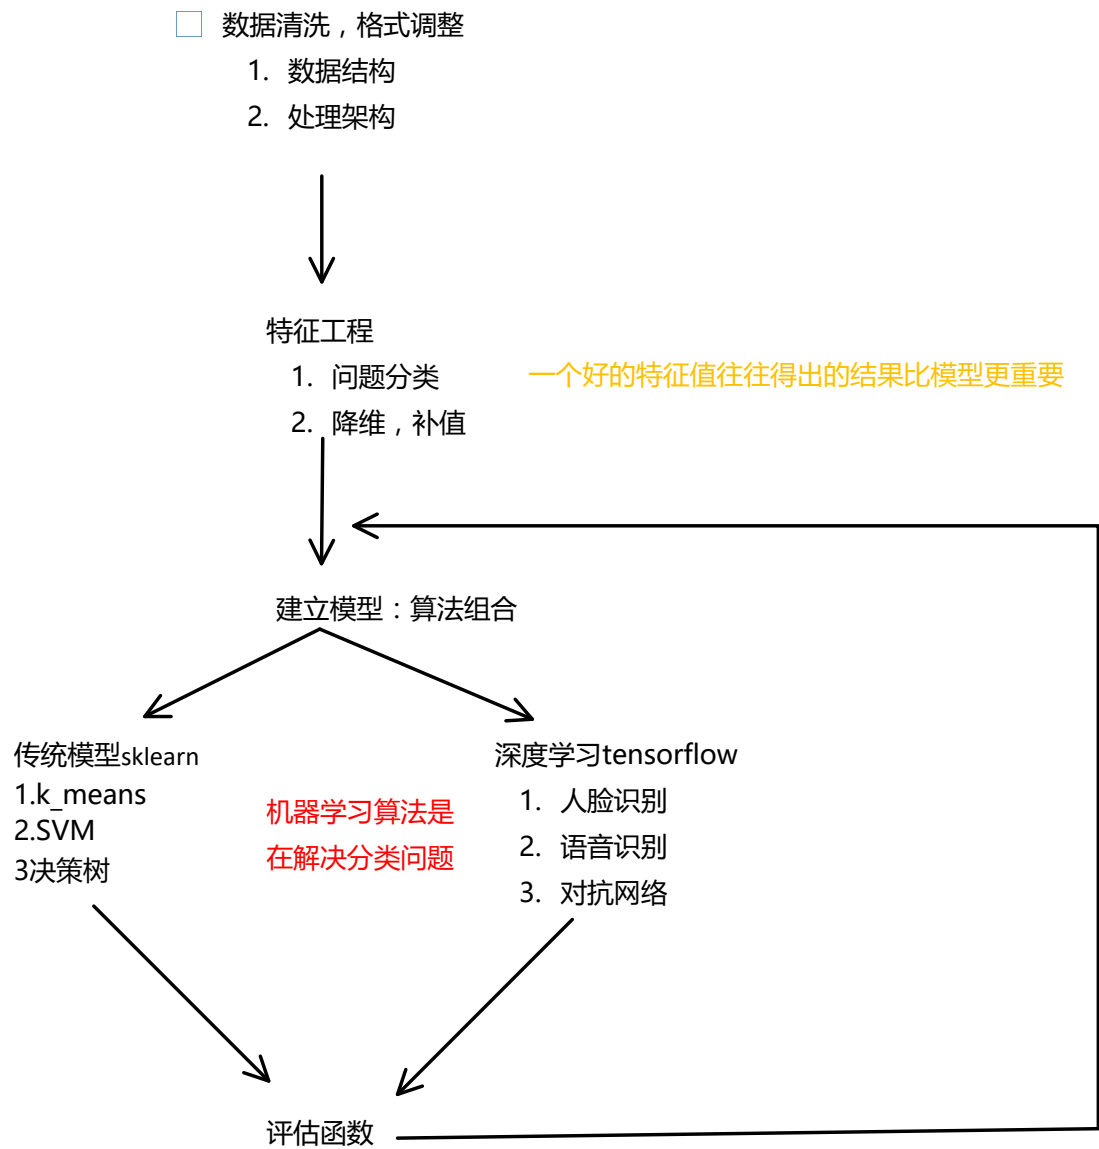 数据清洗，格式调整
1. 数据结构
2. 处理架构
特征工程
1. 问题分类
一个好的特征值往往得出的结果比模型更重要
2. 降维，补值
建立模型：算法组合
传统模型sklearn
1.k_means
2.SVM
3决策树
机器学习算法是
在解决分类问题
深度学习tensorflow
1. 人脸识别
2. 语音识别
3. 对抗网络
评估函数